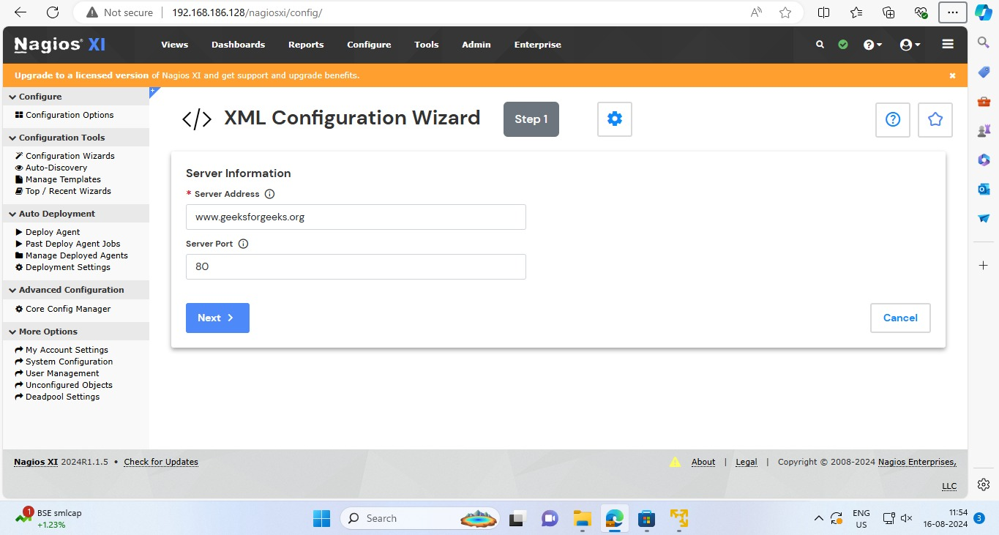 Not secure
192.168.186.128/nagiosxi/config/
Nagios® XI
Views
Dashboards
Reports
Configure
Tools
Admin
Enterprise
Upgrade to a licensed version of Nagios XI and get support and upgrade benefits.
Configure
Configuration Options
Configuration Tools
Configuration Wizards
Auto-Discovery
Manage Templates
Top / Recent Wizards
Auto Deployment
Deploy Agent
Past Deploy Agent Jobs
Manage Deployed Agents
Deployment Settings
Advanced Configuration
Core Config Manager
More Options
My Account Settings
System Configuration
User Management
Unconfigured Objects
Deadpool Settings
</> XML Configuration Wizard
Step 1
Server Information
* Server Address
www.geeksforgeeks.org
Server Port
80
Next
Cancel
Nagios XI 2024R1.1.5 • Check for Updates
About | Legal | Copyright © 2008-2024 Nagios Enterprises,
LLC
1
BSE smlcap
+1.23%
Search
ENG
US
11:54
16-08-2024
3